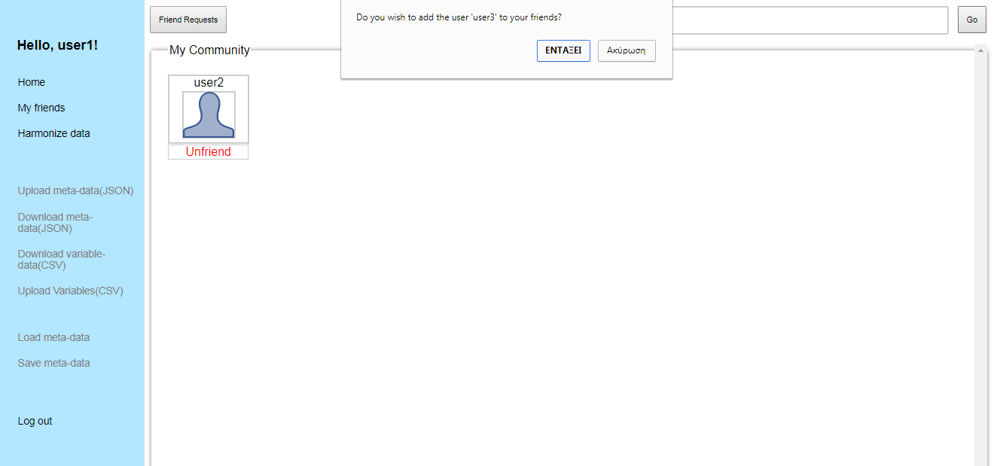 Hello, user1!
Home
My friends
Harmonize data
Upload meta-data(JSON)
Download meta-
data(JSON)
Download variable-
data(CSV)
Upload Variables(CSV)
Load meta-data
Save meta-data
Log out
Friend Requests
Do you wish to add the user 'user3' to your friends?
ΕΝΤΑΞΕΙ
Ακύρωση
Go
My Community
user2
Unfriend